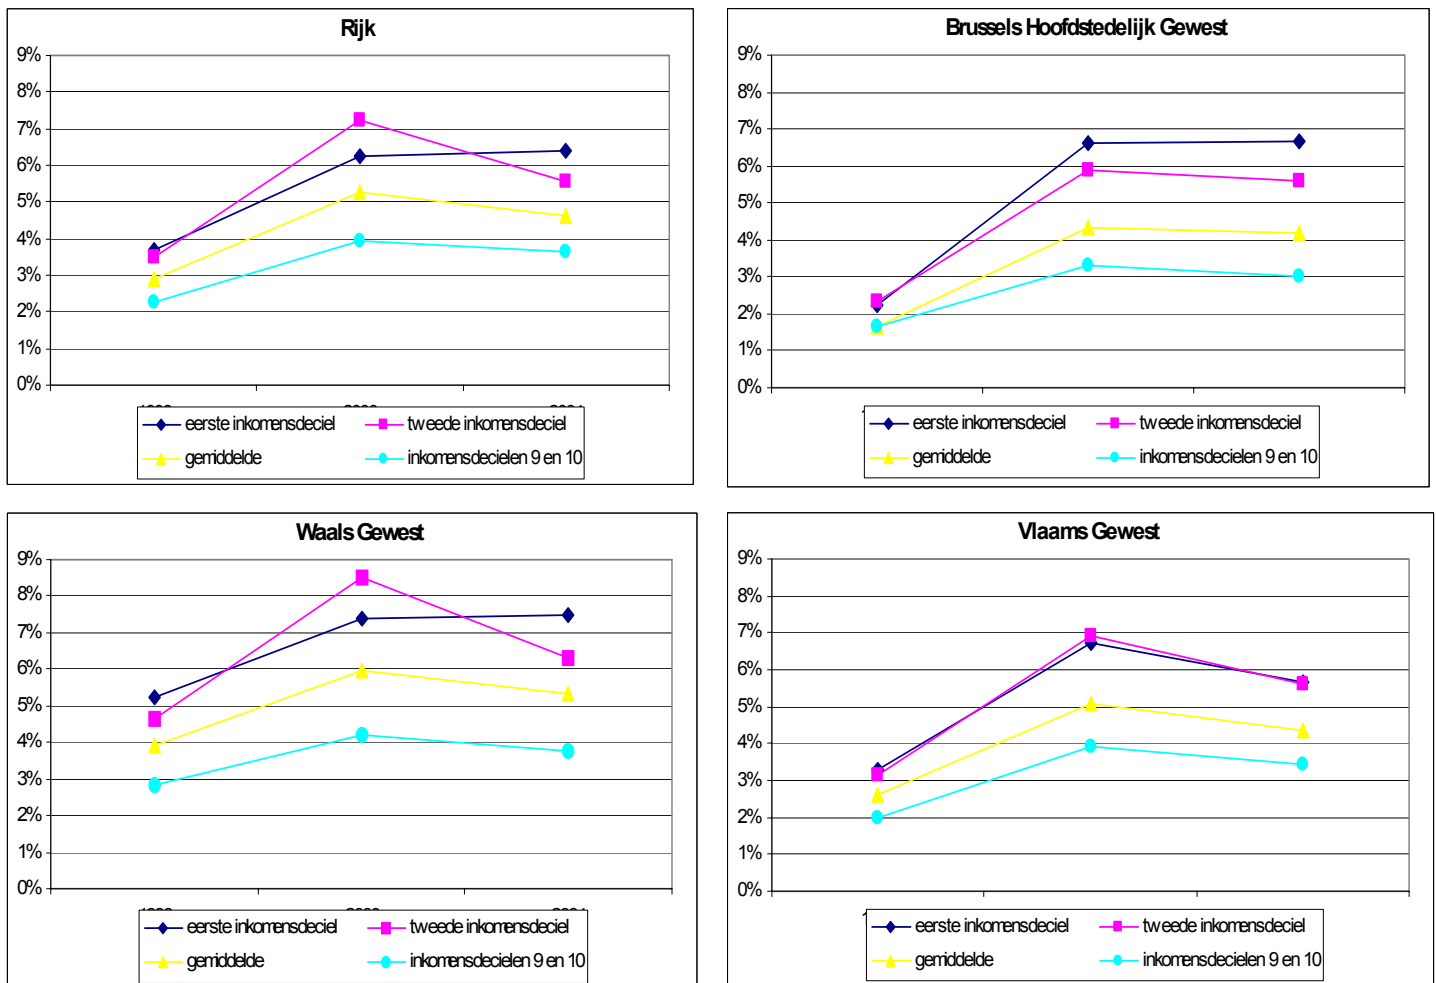 Rijk
9%
8%
7%
6%
5%
4%
3%
2%
1%
0%
eerste inkomensdeciel
tweede inkomensdeciel
gemiddelde
inkomensdecielen 9 en 10
Brussels Hoofdstedelijk Gewest
9%
8%
7%
6%
5%
4%
3%
2%
1%
0%
eerste inkomensdeciel
tweede inkomensdeciel
gemiddelde
inkomensdecielen 9 en 10
Waals Gewest
9%
8%
7%
6%
5%
4%
3%
2%
1%
0%
eerste inkomensdeciel
tweede inkomensdeciel
gemiddelde
inkomensdecielen 9 en 10
Vlaams Gewest
9%
8%
7%
6%
5%
4%
3%
2%
1%
0%
eerste inkomensdeciel
tweede inkomensdeciel
gemiddelde
inkomensdecielen 9 en 10